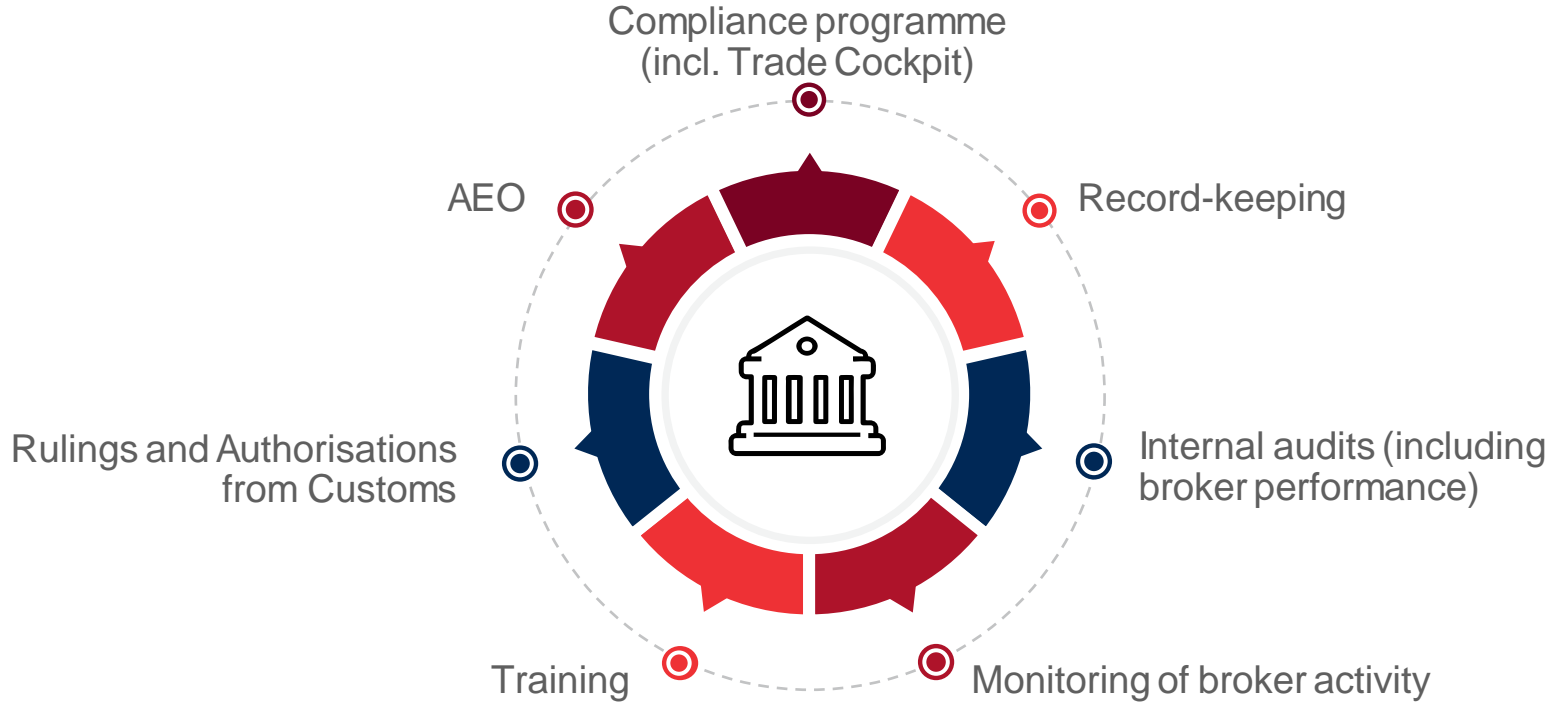 Compliance programme
(incl. Trade Cockpit)
AEO
Record-keeping
Rulings and Authorisations
from Customs
Internal audits (including
broker performance)
Training
Monitoring of broker activity